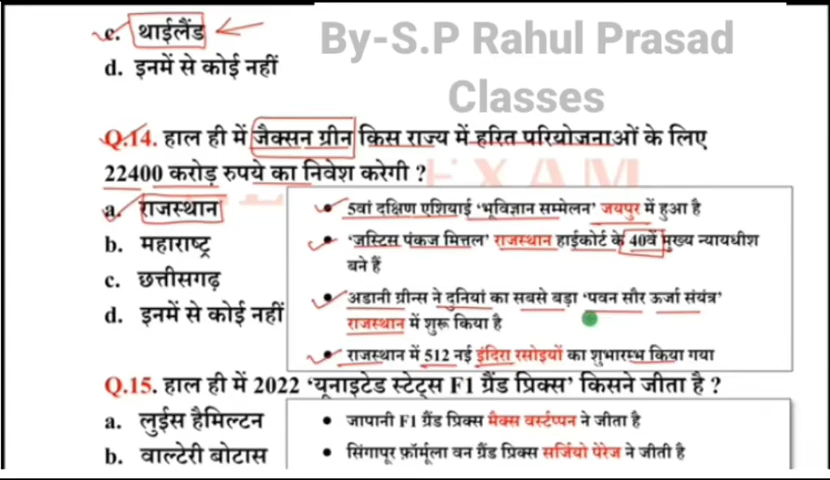 c. थाईलैंड
By-S.P Rahul Prasad
Classes
d. इनमें से कोई नहीं
Q.14. हाल ही में जैक्सन ग्रीन किस राज्य में हरित परियोजनाओं के लिए
22400 करोड़ रुपये का निवेश करेगी ?
a. राजस्थान
b. महाराष्ट्र
c. छत्तीसगढ़
d. इनमें से कोई नहीं
• 5वां दक्षिण एशियाई ‘भूविज्ञान सम्मेलन’ जयपुर में हुआ है
• ‘जस्टिस पंकज मित्तल’ राजस्थान हाईकोर्ट के 40वें मुख्य न्यायधीश
बने हैं
• अडानी ग्रीन्स ने दुनियां का सबसे बड़ा ‘पवन सौर ऊर्जा संयंत्र’
राजस्थान में शुरू किया है
• राजस्थान में 512 नई इंदिरा रसोइयों का शुभारम्भ किया गया
Q.15. हाल ही में 2022 ‘यूनाइटेड स्टेट्स F1 ग्रैंड प्रिक्स’ किसने जीता है ?
a. लुईस हैमिल्टन
b. वाल्टेरी बोटास
• जापानी F1 ग्रैंड प्रिक्स मैक्स वर्स्टप्पन ने जीता है
• सिंगापुर फ़ॉर्मूला वन ग्रैंड प्रिक्स सर्जियो पेरेज ने जीती है